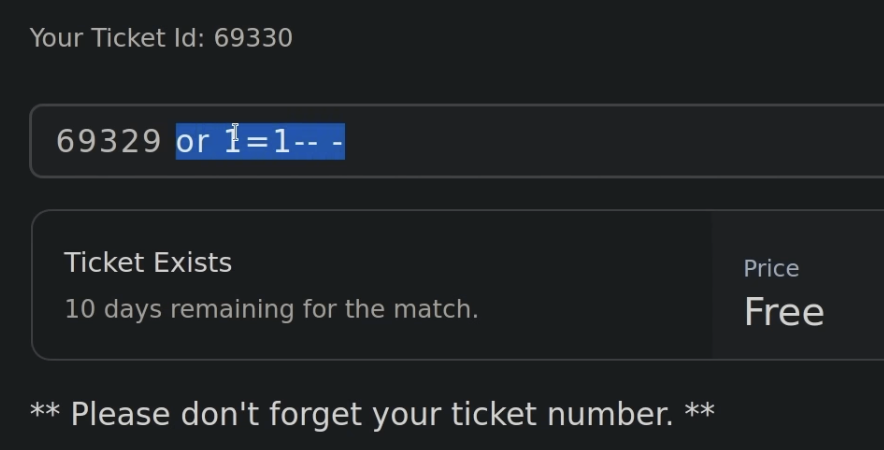 Your Ticket Id: 69330
69329 or 1=1-- -
Ticket Exists
10 days remaining for the match.
Price
Free
** Please don't forget your ticket number. **